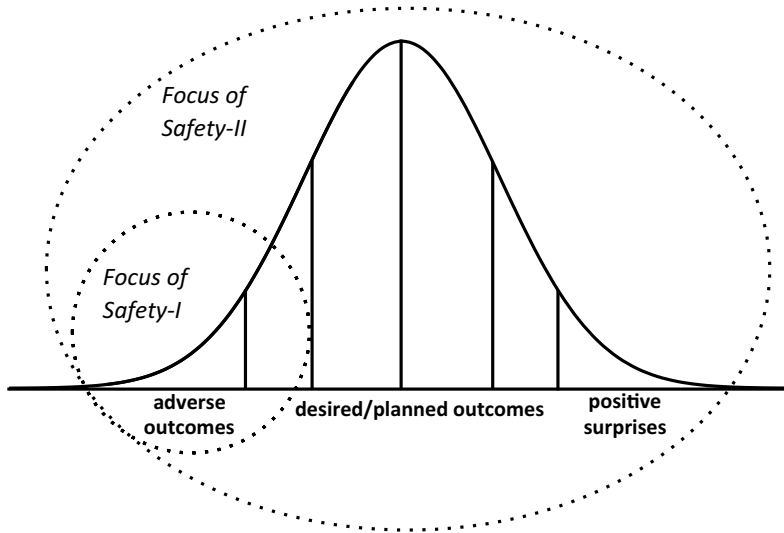 Focus of
Safety-II
Focus of
Safety-I
adverse
outcomes
desired/planned outcomes
positive
surprises